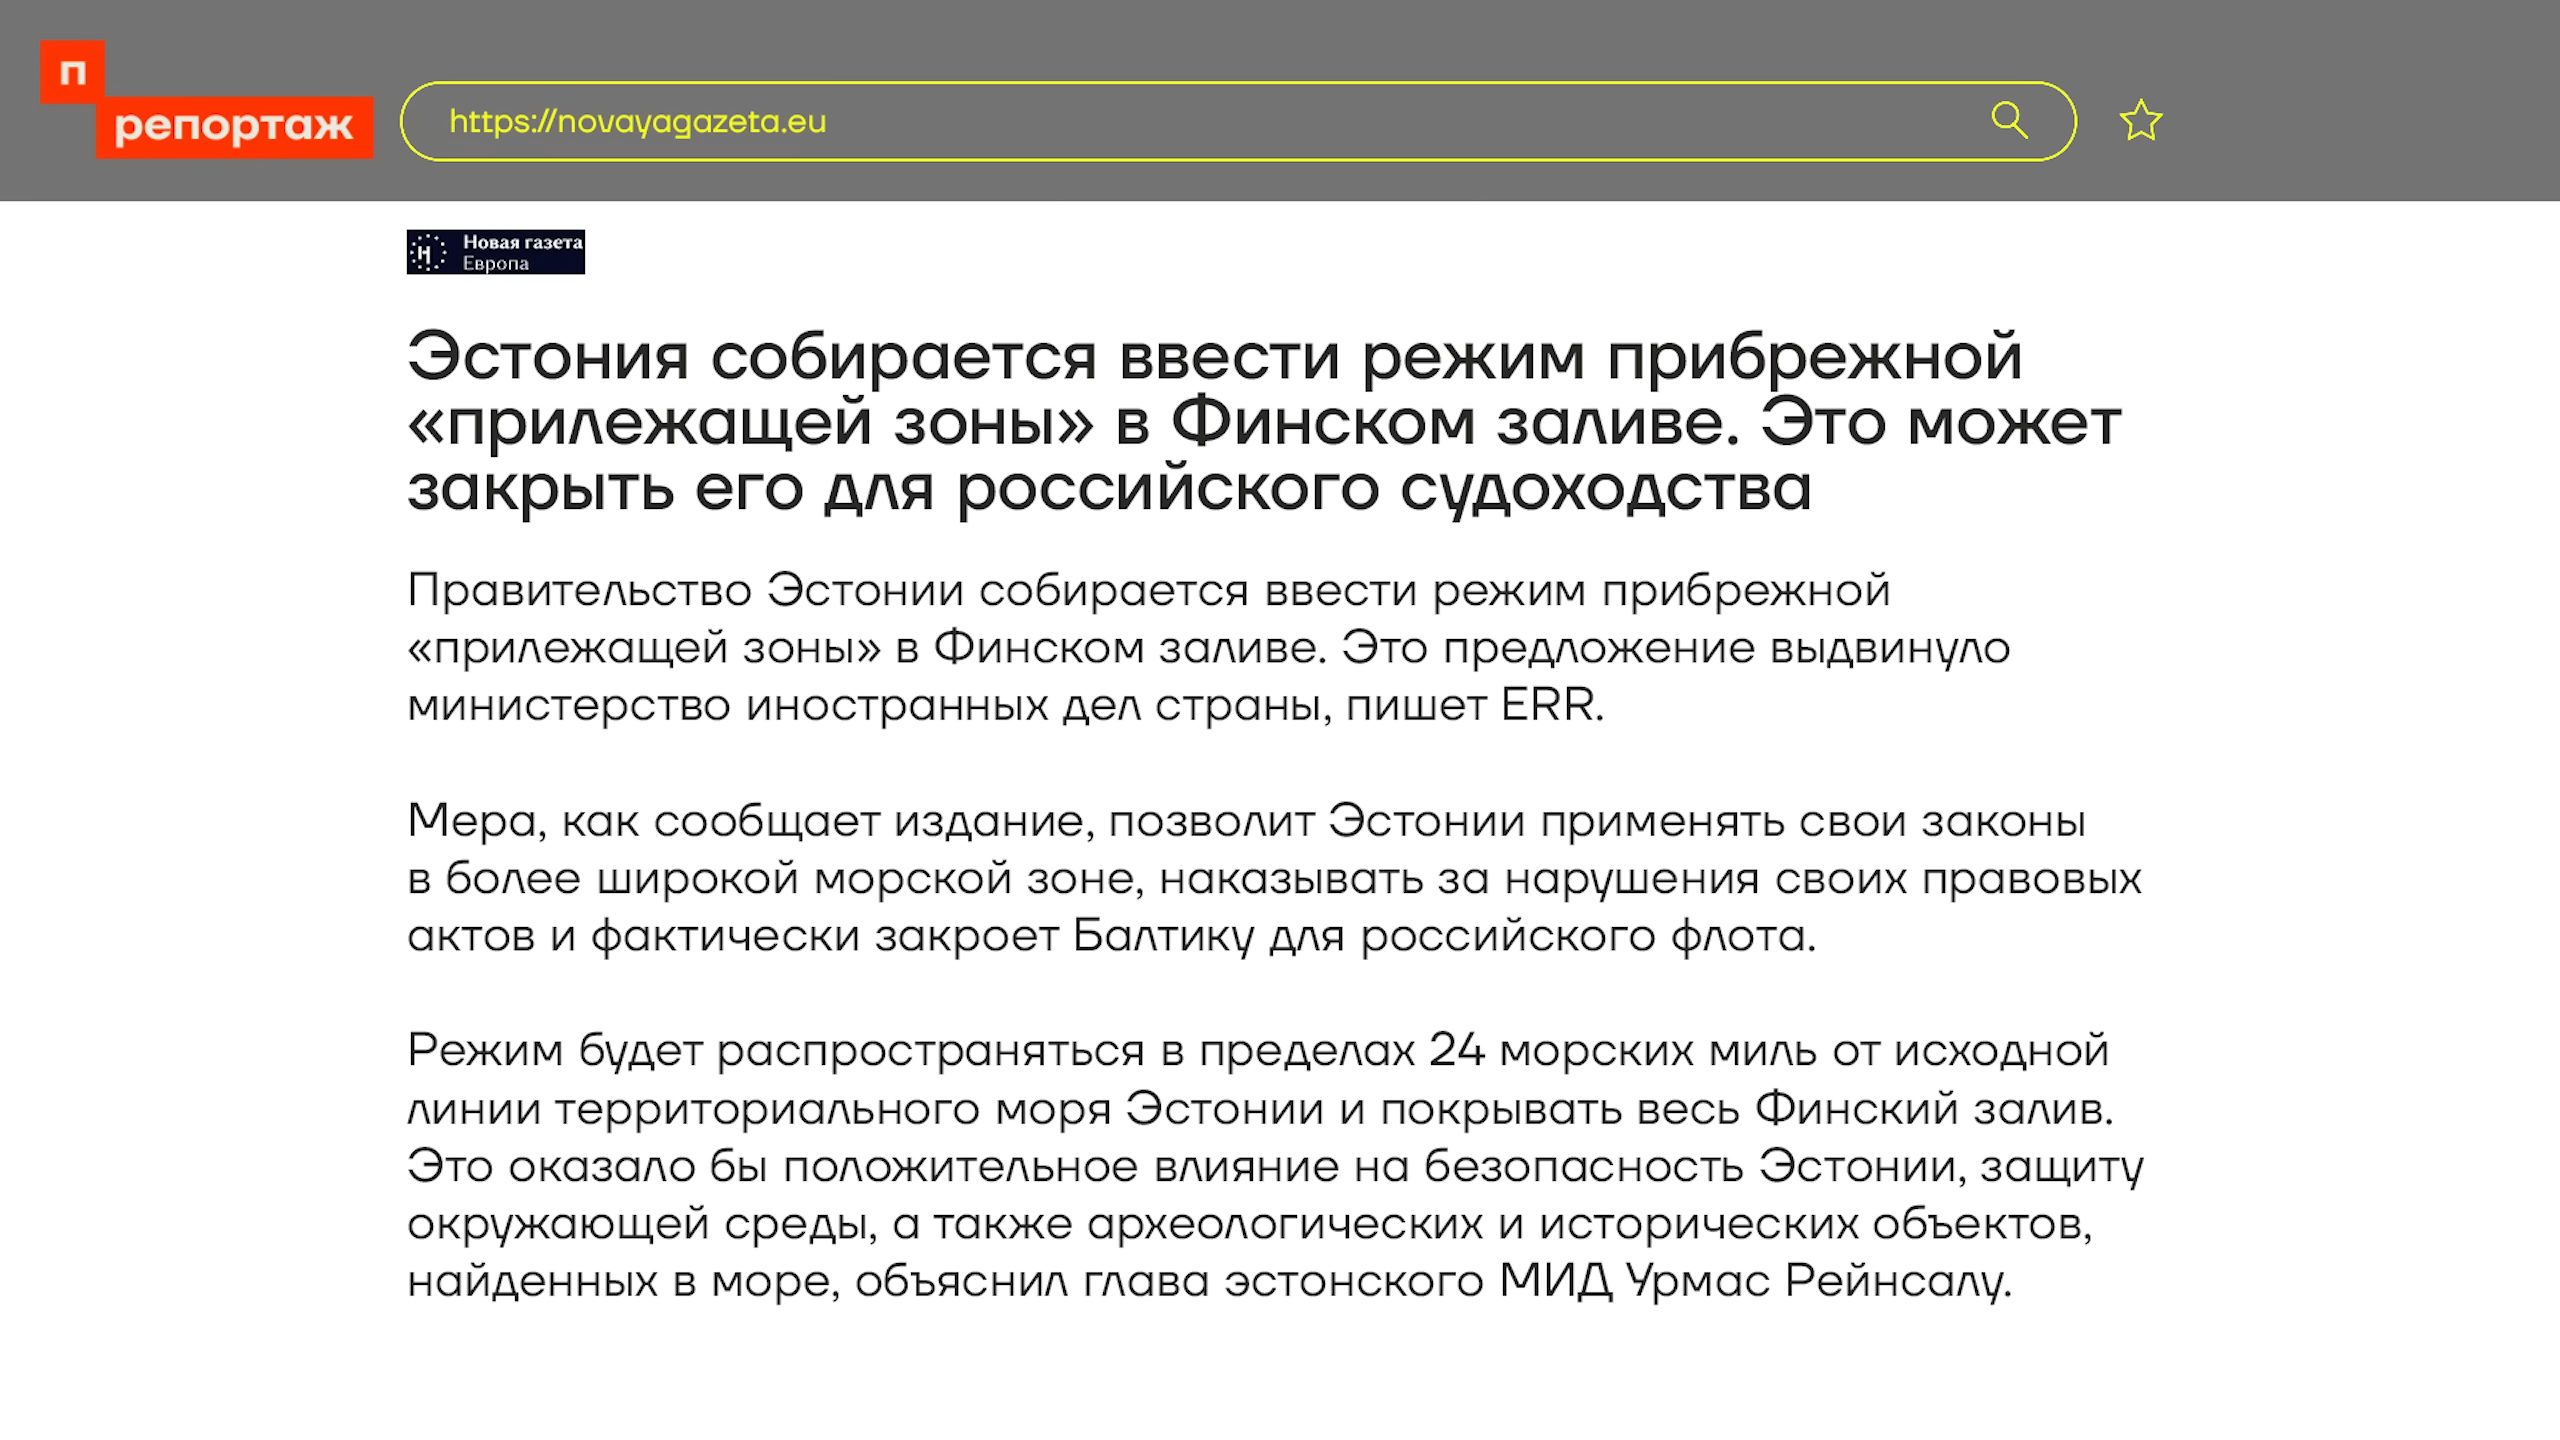 п
репортаж
https://novayagazeta.eu
Новая газета
Европа
Эстония собирается ввести режим прибрежной
«прилежащей зоны» в Финском заливе. Это может
закрыть его для российского судоходства
Правительство Эстонии собирается ввести режим прибрежной
«прилежащей зоны» в Финском заливе. Это предложение выдвинуло
министерство иностранных дел страны, пишет ERR.
Мера, как сообщает издание, позволит Эстонии применять свои законы
в более широкой морской зоне, наказывать за нарушения своих правовых
актов и фактически закроет Балтику для российского флота.
Режим будет распространяться в пределах 24 морских миль от исходной
линии территориального моря Эстонии и покрывать весь Финский залив.
Это оказало бы положительное влияние на безопасность Эстонии, защиту
окружающей среды, а также археологических и исторических объектов,
найденных в море, объяснил глава эстонского МИД Урмас Рейнсалу.